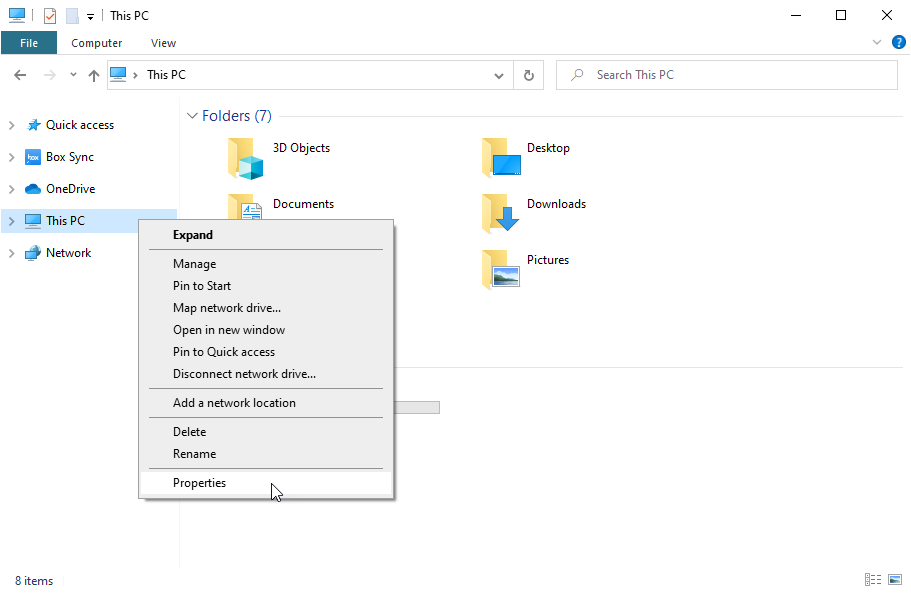 This PC
File
Computer
View
This PC
Search This PC
Quick access
box Box Sync
OneDrive
This PC
Network
Folders (7)
3D Objects
Desktop
Documents
Downloads
Pictures
Expand
Manage
Pin to Start
Map network drive...
Open in new window
Pin to Quick access
Disconnect network drive...
Add a network location
Delete
Rename
Properties
8 items